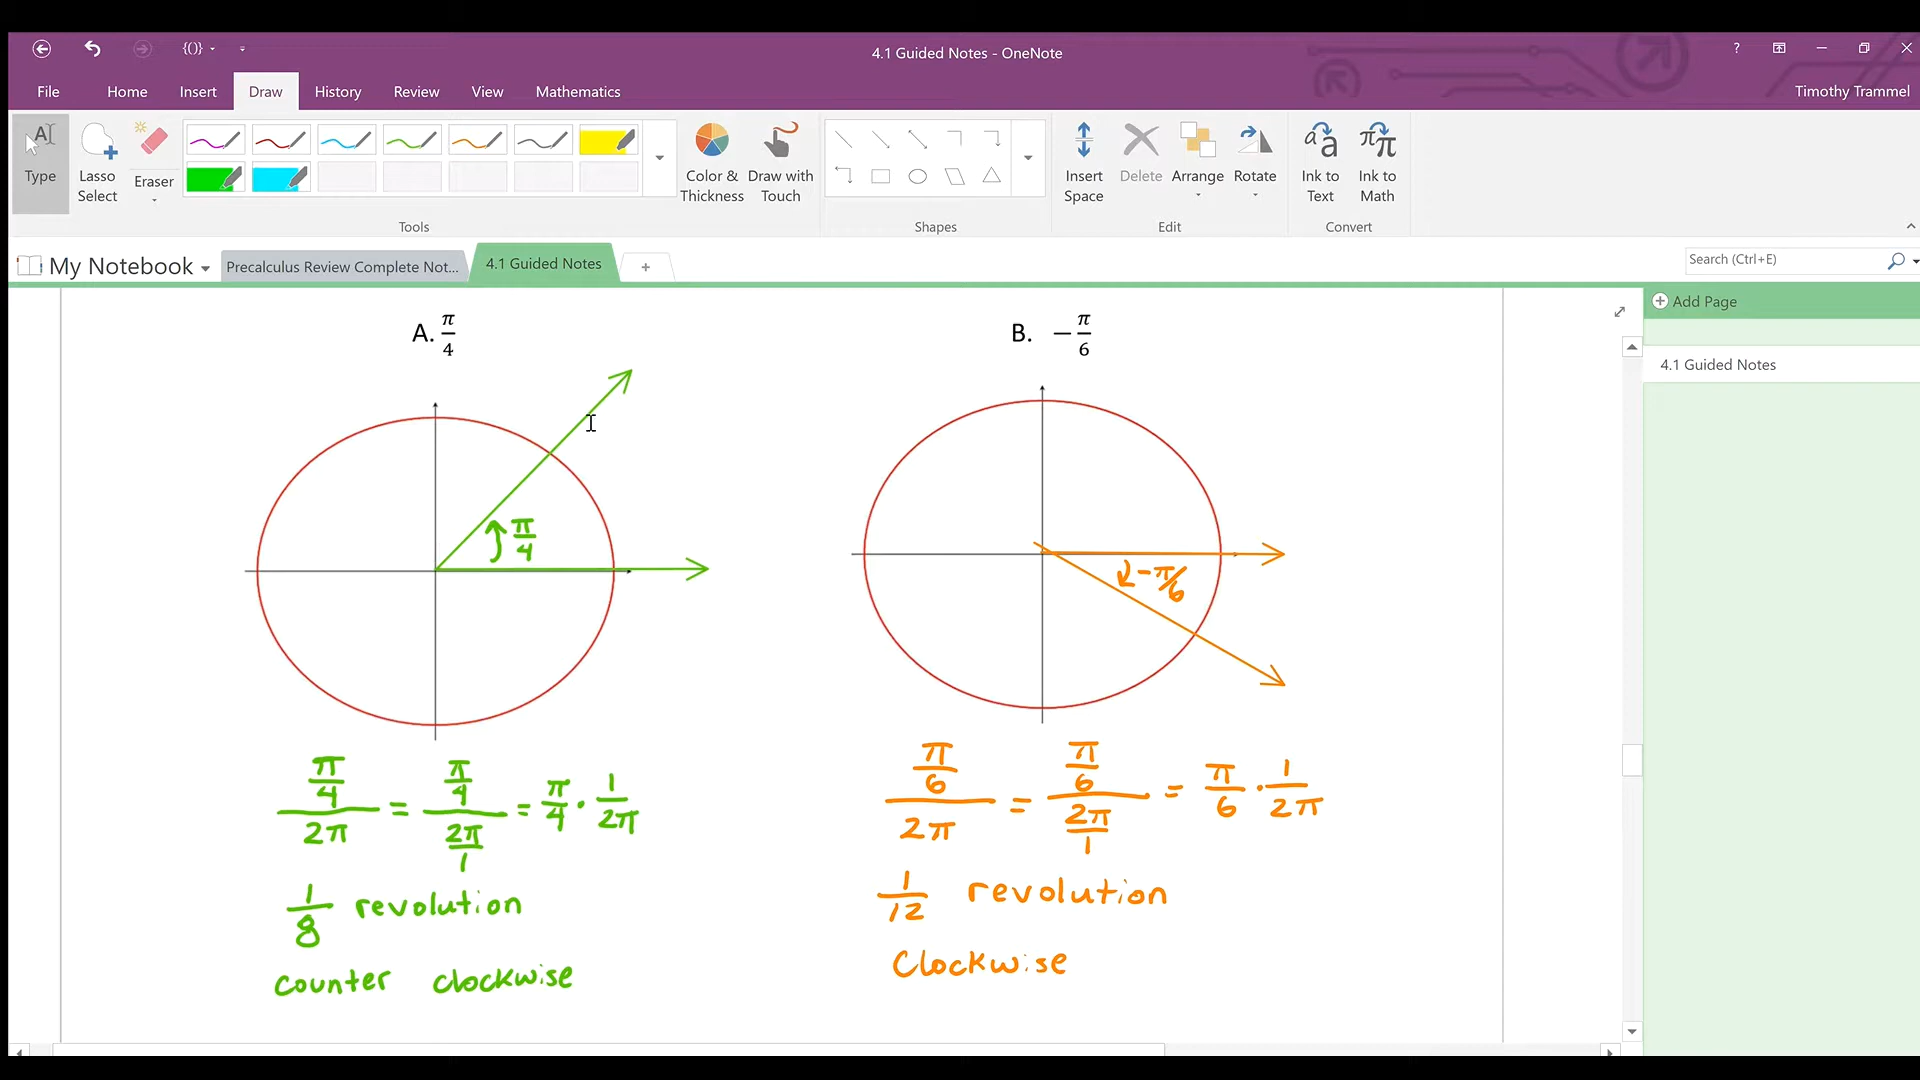 {()}
4.1 Guided Notes - OneNote
?
File Home Insert Draw History Review View Mathematics
Timothy Trammel
Type
Lasso Select
Eraser
Color & Thickness
Draw with Touch
Insert Space
Delete
Arrange
Rotate
Ink to Text
Ink to Math
Tools
Shapes
Edit
Convert
My Notebook
Precalculus Review Complete Not...
4.1 Guided Notes
+
Search (Ctrl+E)
Add Page
4.1 Guided Notes
A. π/4
B. −π/6
π/4
-π/6
(π/4)/(2π) = (π/4)/(2π/1) = π/4 · 1/2π
1/8 revolution
counter clockwise
(π/6)/(2π) = (π/6)/(2π/1) = π/6 · 1/2π
1/12 revolution
Clockwise